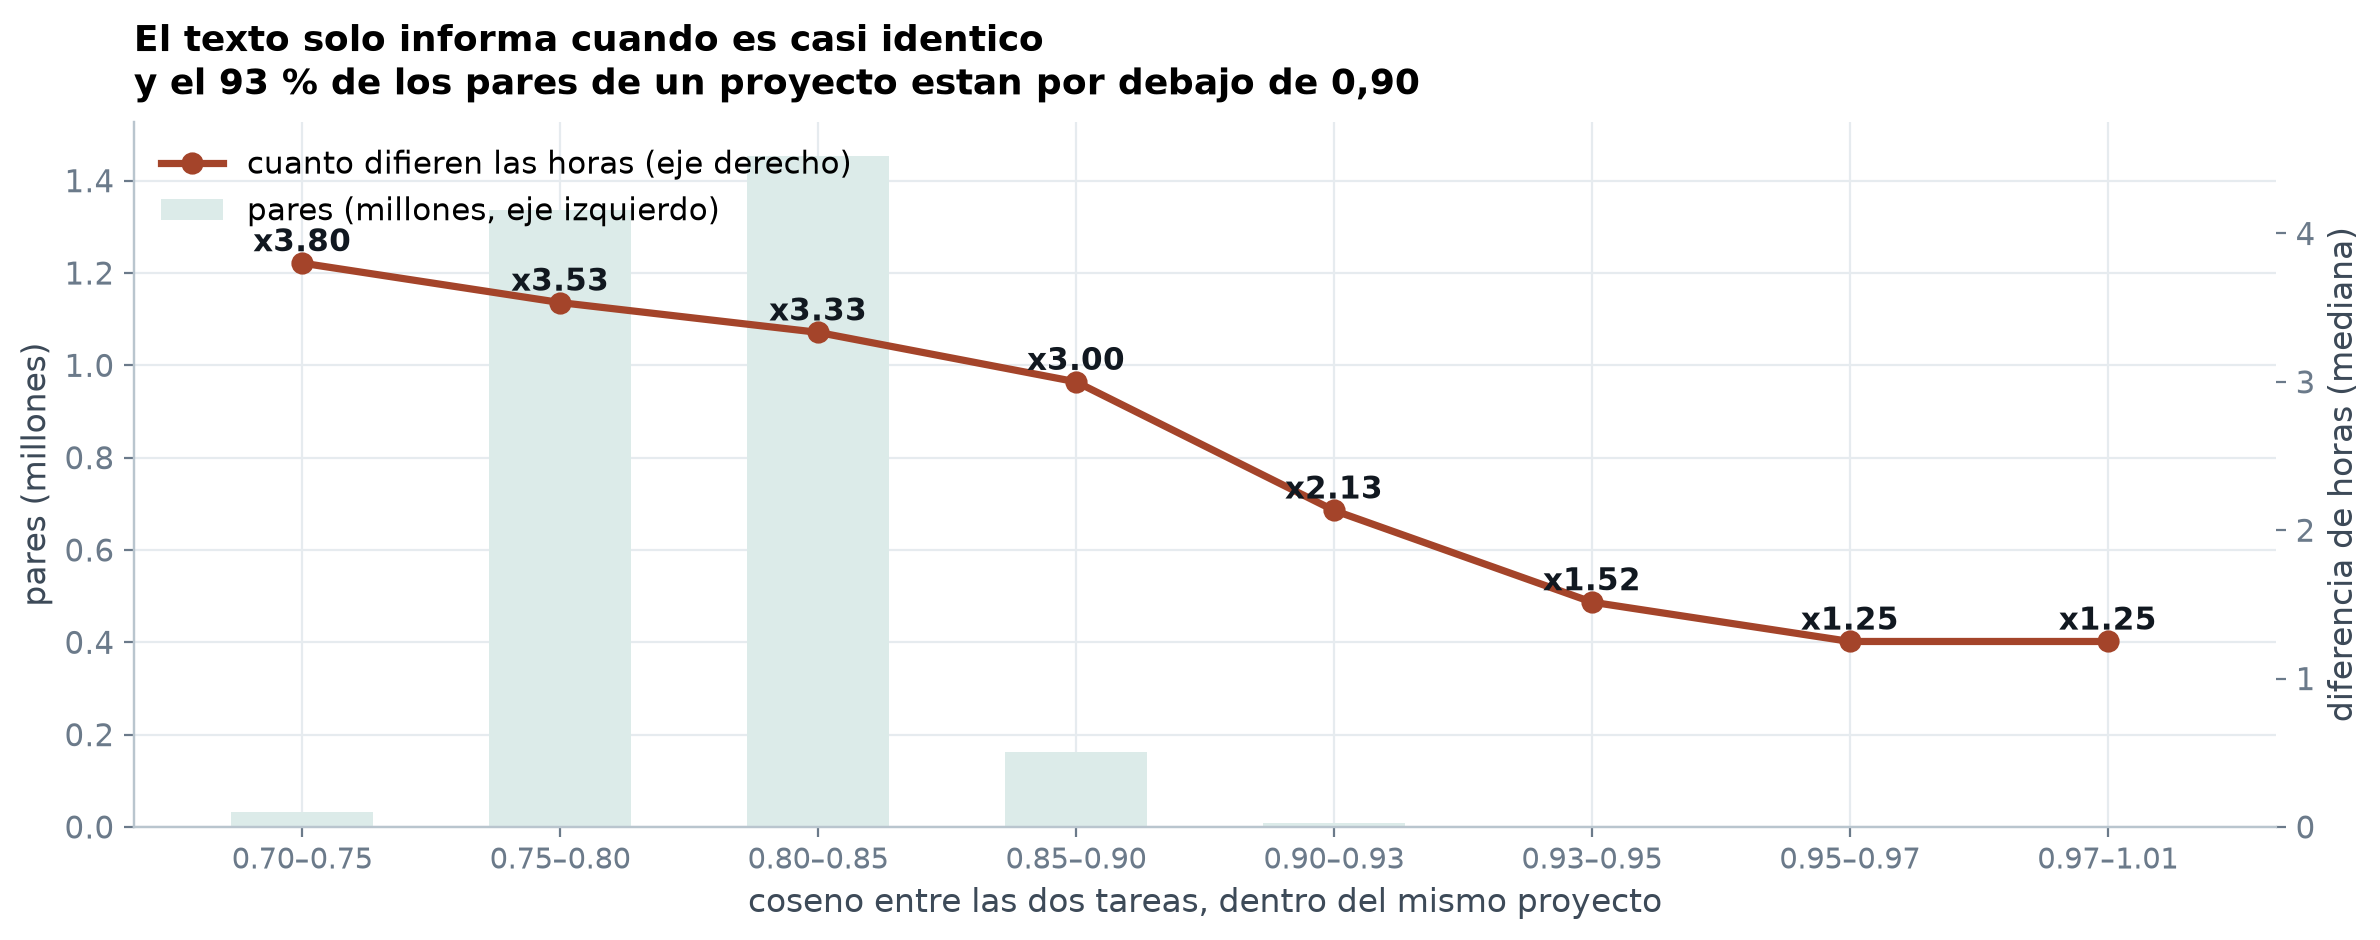 El texto solo informa cuando es casi identico
y el 93 % de los pares de un proyecto estan por debajo de 0,90
cuanto difieren las horas (eje derecho)
pares (millones, eje izquierdo)
x3.80
x3.53
x3.33
x3.00
x2.13
x1.52
x1.25
x1.25
pares (millones)
1.4
1.2
1.0
0.8
0.6
0.4
0.2
0.0
4
3
2
1
0
diferencia de horas (mediana)
0.70–0.75
0.75–0.80
0.80–0.85
0.85–0.90
0.90–0.93
0.93–0.95
0.95–0.97
0.97–1.01
coseno entre las dos tareas, dentro del mismo proyecto